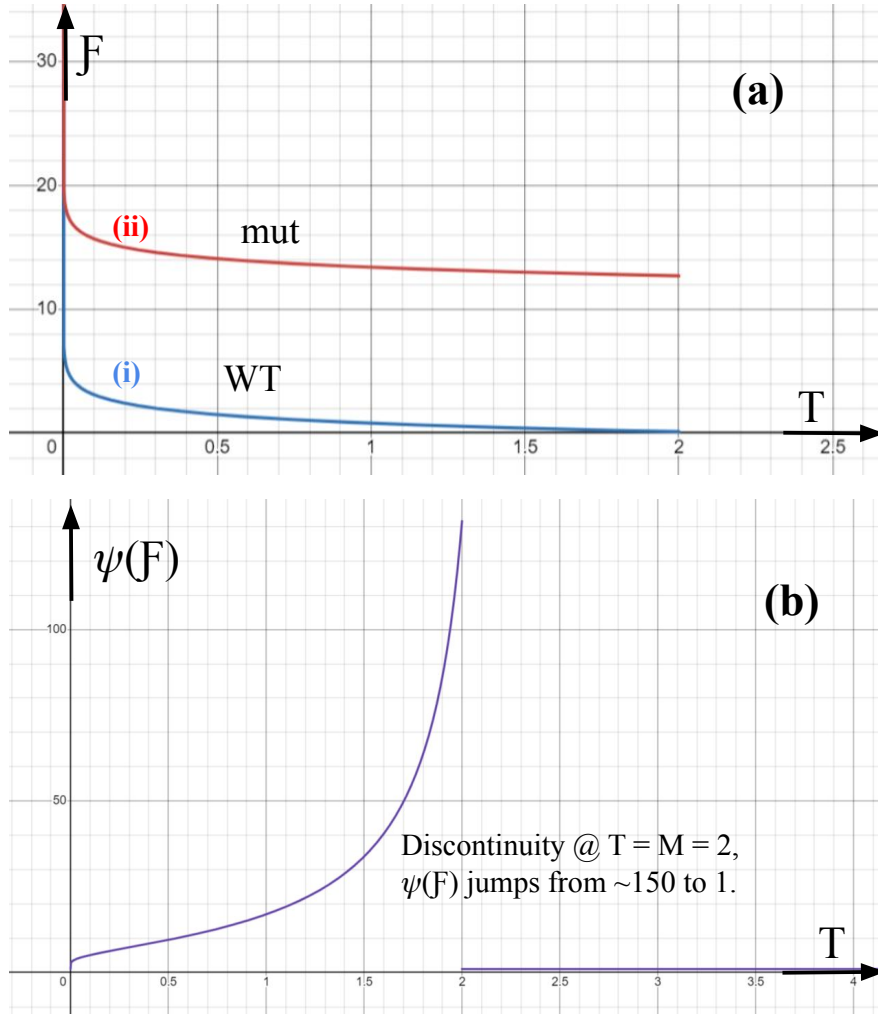 30
Ƒ
(a)
20
(ii)
mut
10
(i)
WT
T
0
0.5
1
1.5
2
2.5
ψ(Ƒ)
(b)
100
50
Discontinuity @ T = M = 2,
ψ(Ƒ) jumps from ~150 to 1.
T
0
0.5
1
1.5
2
2.5
3
3.5
4